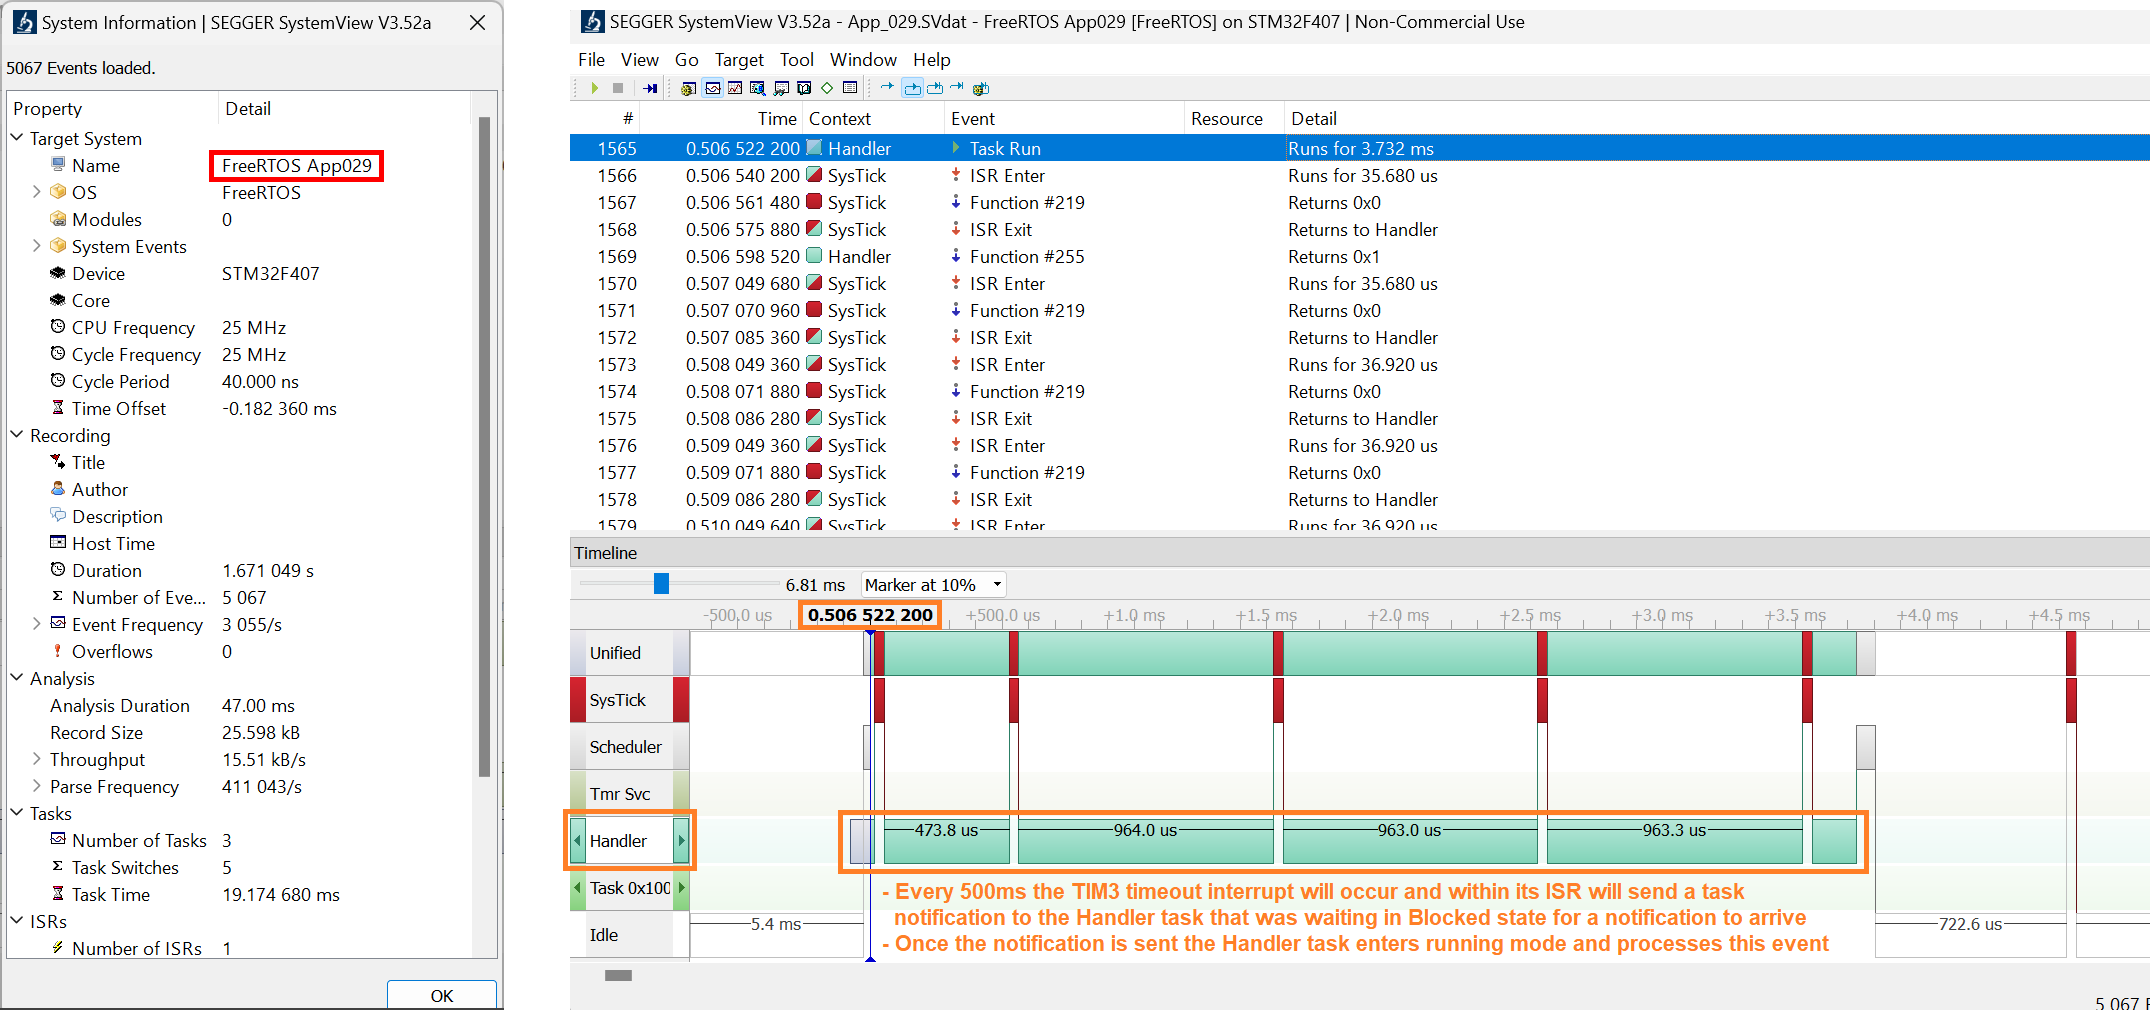 System Information | SEGGER SystemView V3.52a
5067 Events loaded.
Property Detail
Target System
Name FreeRTOS App029
OS FreeRTOS
Modules 0
System Events
Device STM32F407
Core
CPU Frequency 25 MHz
Cycle Frequency 25 MHz
Cycle Period 40.000 ns
Time Offset -0.182 360 ms
Recording
Title
Author
Description
Host Time
Duration 1.671 049 s
Number of Eve... 5 067
Event Frequency 3 055/s
Overflows 0
Analysis
Analysis Duration 47.00 ms
Record Size 25.598 kB
Throughput 15.51 kB/s
Parse Frequency 411 043/s
Tasks
Number of Tasks 3
Task Switches 5
Task Time 19.174 680 ms
ISRs
Number of ISRs 1
OK
SEGGER SystemView V3.52a - App_029.SVdat - FreeRTOS App029 [FreeRTOS] on STM32F407 | Non-Commercial Use
File View Go Target Tool Window Help
# Time Context Event Resource Detail
1565 0.506 522 200 Handler Task Run Runs for 3.732 ms
1566 0.506 540 200 SysTick ISR Enter Runs for 35.680 us
1567 0.506 561 480 SysTick Function #219 Returns 0x0
1568 0.506 575 880 SysTick ISR Exit Returns to Handler
1569 0.506 598 520 Handler Function #255 Returns 0x1
1570 0.507 049 680 SysTick ISR Enter Runs for 35.680 us
1571 0.507 070 960 SysTick Function #219 Returns 0x0
1572 0.507 085 360 SysTick ISR Exit Returns to Handler
1573 0.508 049 360 SysTick ISR Enter Runs for 36.920 us
1574 0.508 071 880 SysTick Function #219 Returns 0x0
1575 0.508 086 280 SysTick ISR Exit Returns to Handler
1576 0.509 049 360 SysTick ISR Enter Runs for 36.920 us
1577 0.509 071 880 SysTick Function #219 Returns 0x0
1578 0.509 086 280 SysTick ISR Exit Returns to Handler
1579 0.510 049 640 SysTick ISR Enter Runs for 36.920 us
Timeline
6.81 ms Marker at 10%
-500.0 us 0.506 522 200 +500.0 us +1.0 ms +1.5 ms +2.0 ms +2.5 ms +3.0 ms +3.5 ms +4.0 ms +4.5 ms
Unified
SysTick
Scheduler
Tmr Svc
Handler 473.8 us 964.0 us 963.0 us 963.3 us
Task 0x100
- Every 500ms the TIM3 timeout interrupt will occur and within its ISR will send a task
notification to the Handler task that was waiting in Blocked state for a notification to arrive
- Once the notification is sent the Handler task enters running mode and processes this event
Idle 5.4 ms 722.6 us
5 067